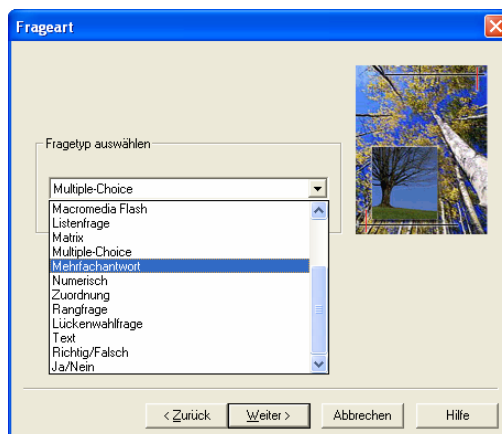 Frageart
Fragetyp auswählen
Multiple-Choice
Macromedia Flash
Listenfrage
Matrix
Multiple-Choice
Mehrfachantwort
Numerisch
Zuordnung
Rangfrage
Lückenwahlfrage
Text
Richtig/Falsch
Ja/Nein
< Zurück Weiter > Abbrechen Hilfe